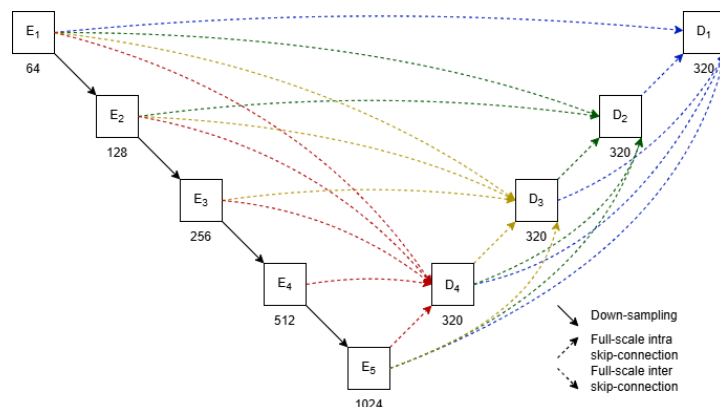 E₁
D₁
64
320
E₂
D₂
128
320
E₃
D₃
256
320
E₄
D₄
512
320
Down-sampling
Full-scale intra
skip-connection
Full-scale inter
skip-connection
E₅
1024